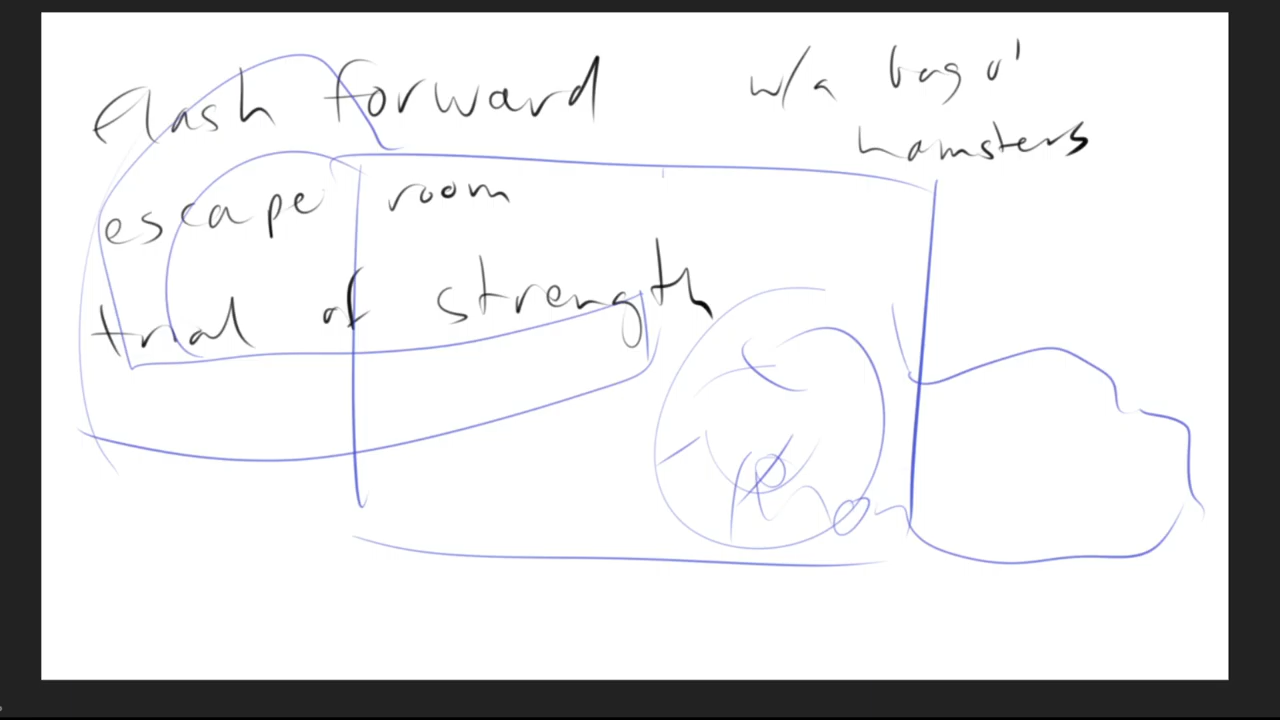 flash forward
w/a bag o'
hamsters
escape room
trial of strength